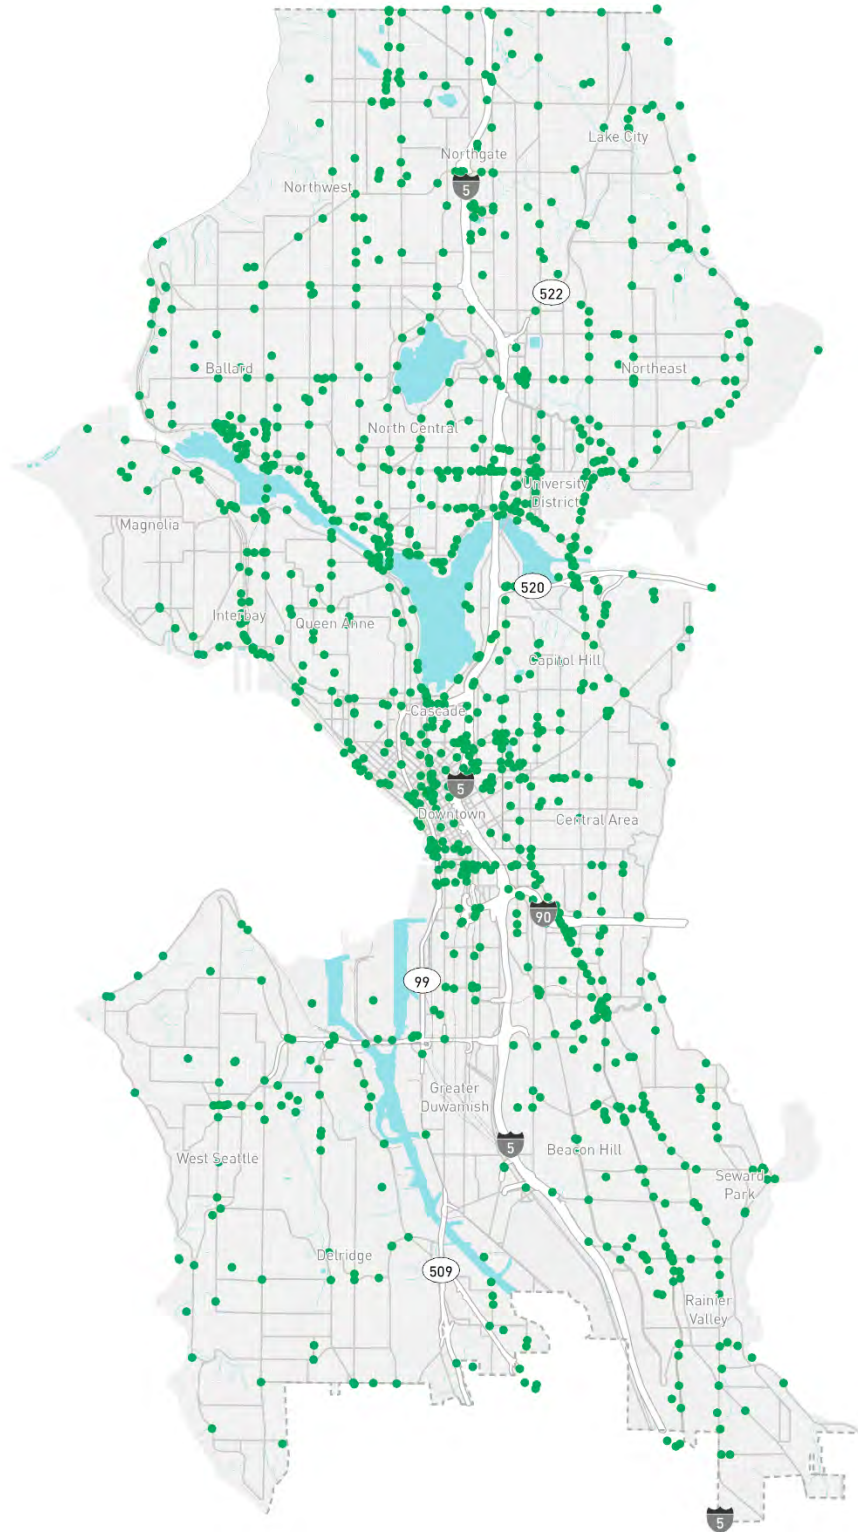 Lake City
Northgate
5
Northwest
522
Ballard
Northeast
North Central
University
District
Magnolia
520
Interbay
Queen Anne
Capitol Hill
Cascade
5
Downtown
Central Area
90
99
Greater
Duwamish
5
Beacon Hill
West Seattle
Seward
Park
Delridge
509
Rainier
Valley
5